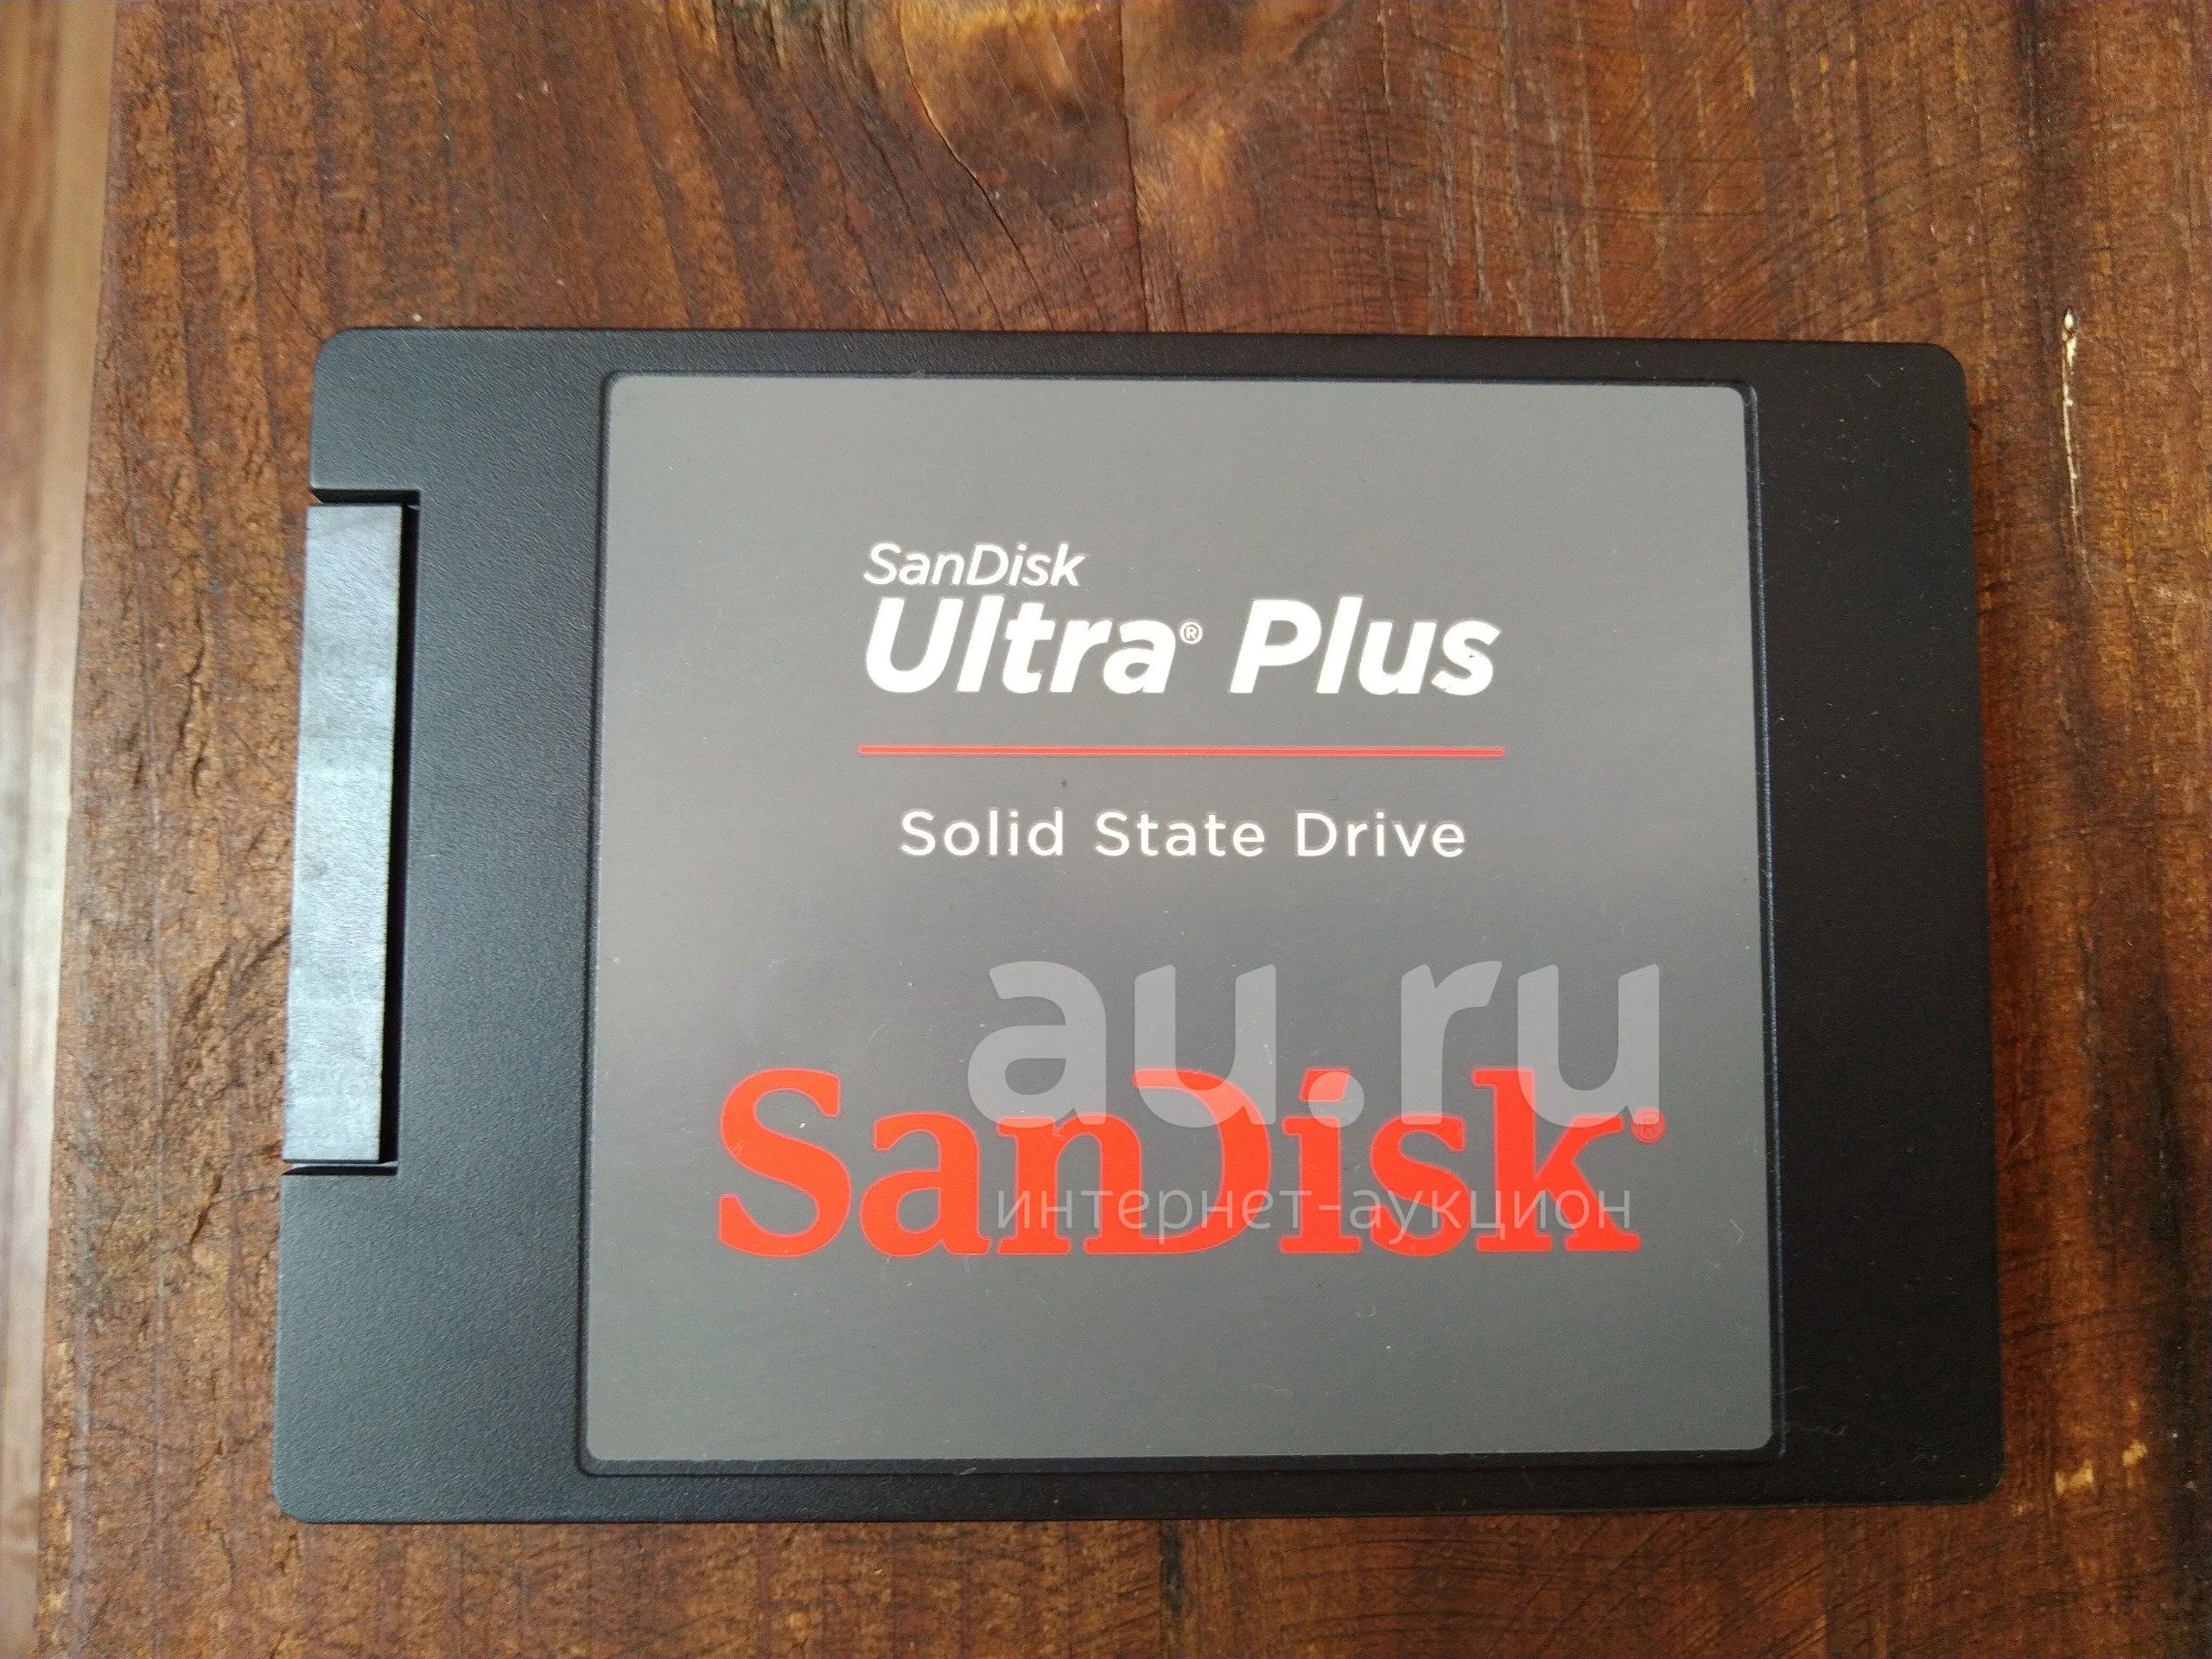 SanDisk
Ultra® Plus
Solid State Drive
au.ru
SanDisk®
интернет-аукцион